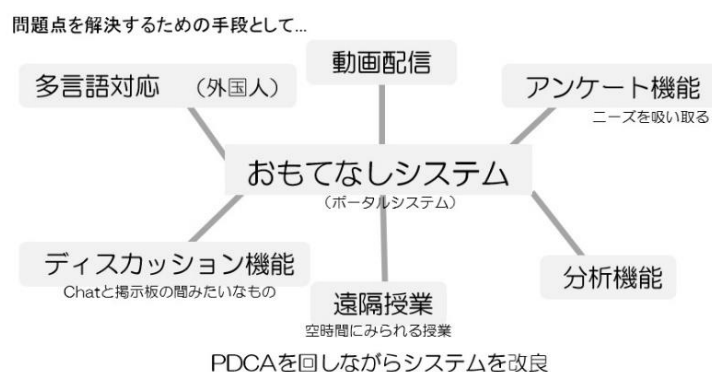 問題点を解決するための手段として...
動画配信
多言語対応 （外国人）
アンケート機能
ニーズを吸い取る
おもてなしシステム
（ポータルシステム）
ディスカッション機能
Chatと掲示板の間みたいなもの
遠隔授業
空時間にみられる授業
分析機能
PDCAを回しながらシステムを改良